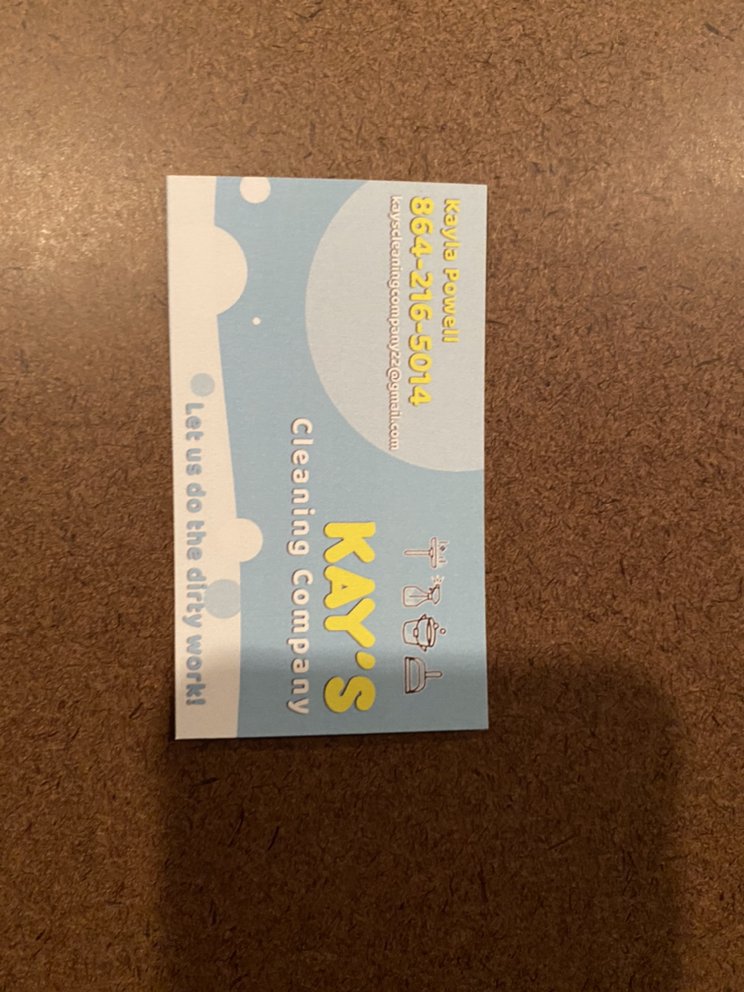 Kayla Powell
864-216-5014
kayscleaningcompany22@gmail.com
KAY'S
Cleaning Company
Let us do the dirty work!